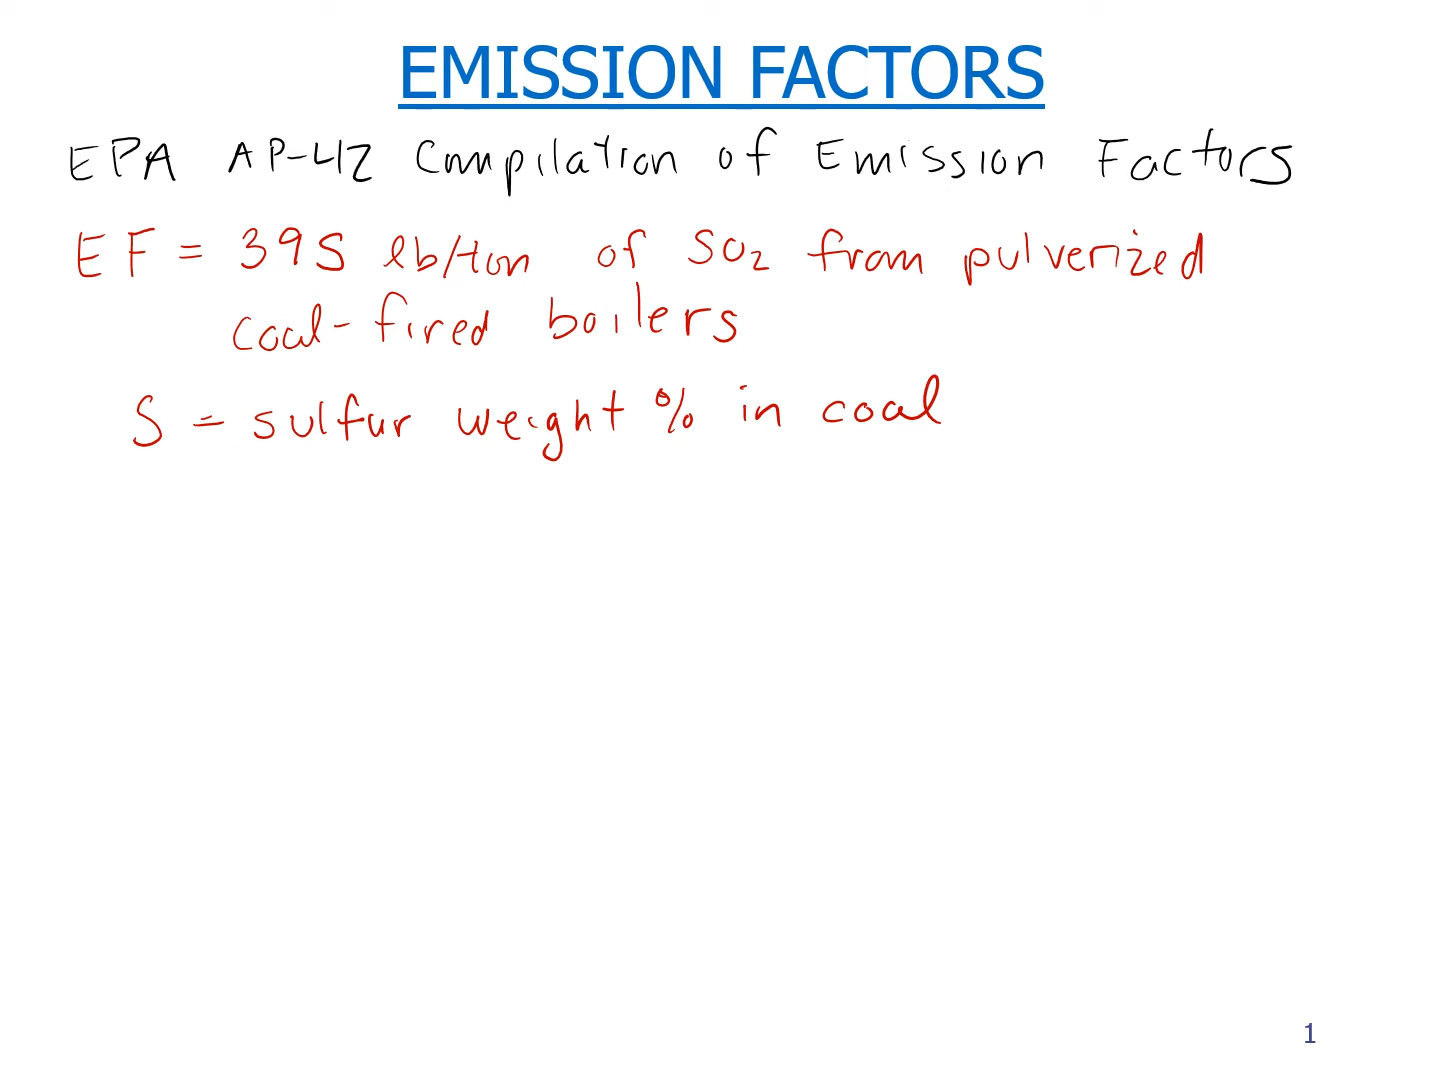 EMISSION FACTORS
EPA AP-42 Compilation of Emission Factors
EF = 39S lb/ton of SO₂ from pulverized
coal-fired boilers
S = sulfur weight % in coal
1